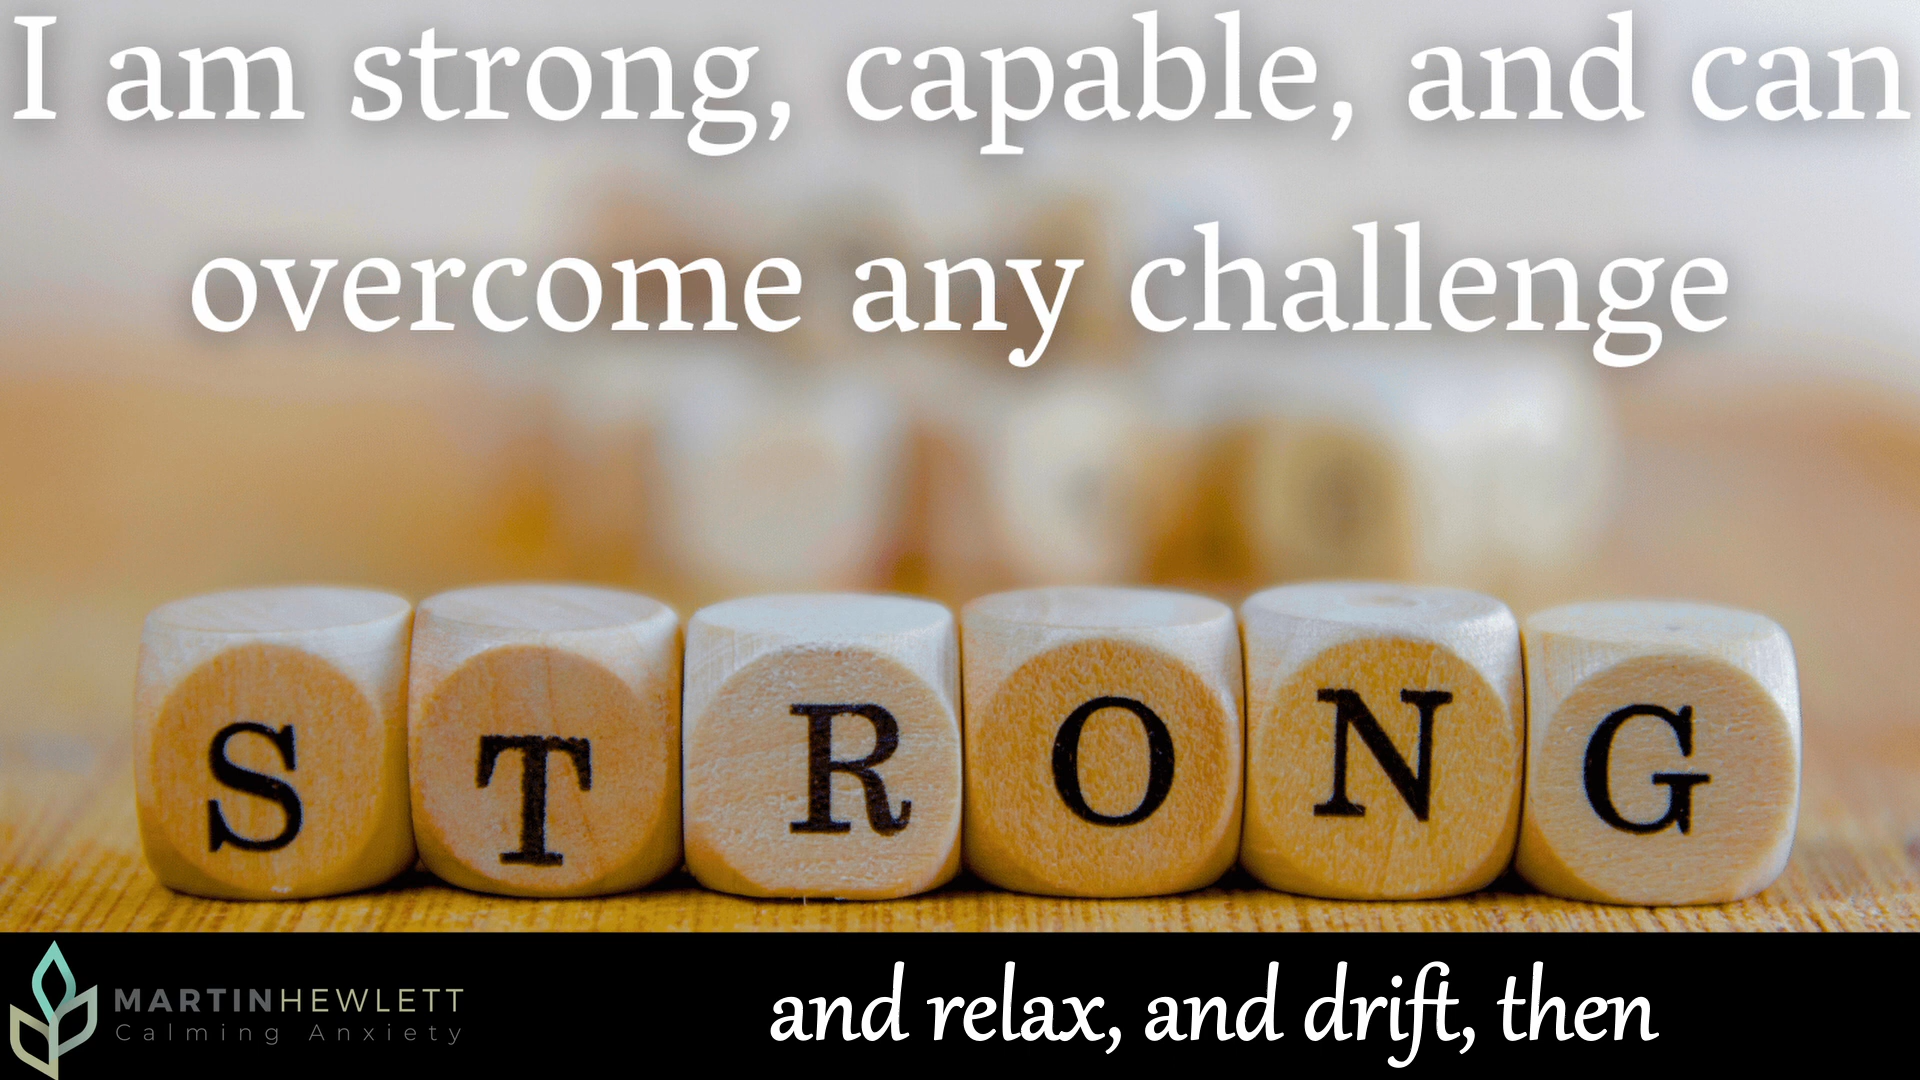 I am strong, capable, and can
overcome any challenge
STRONG
MARTINHEWLETT
Calming Anxiety
and relax, and drift, then